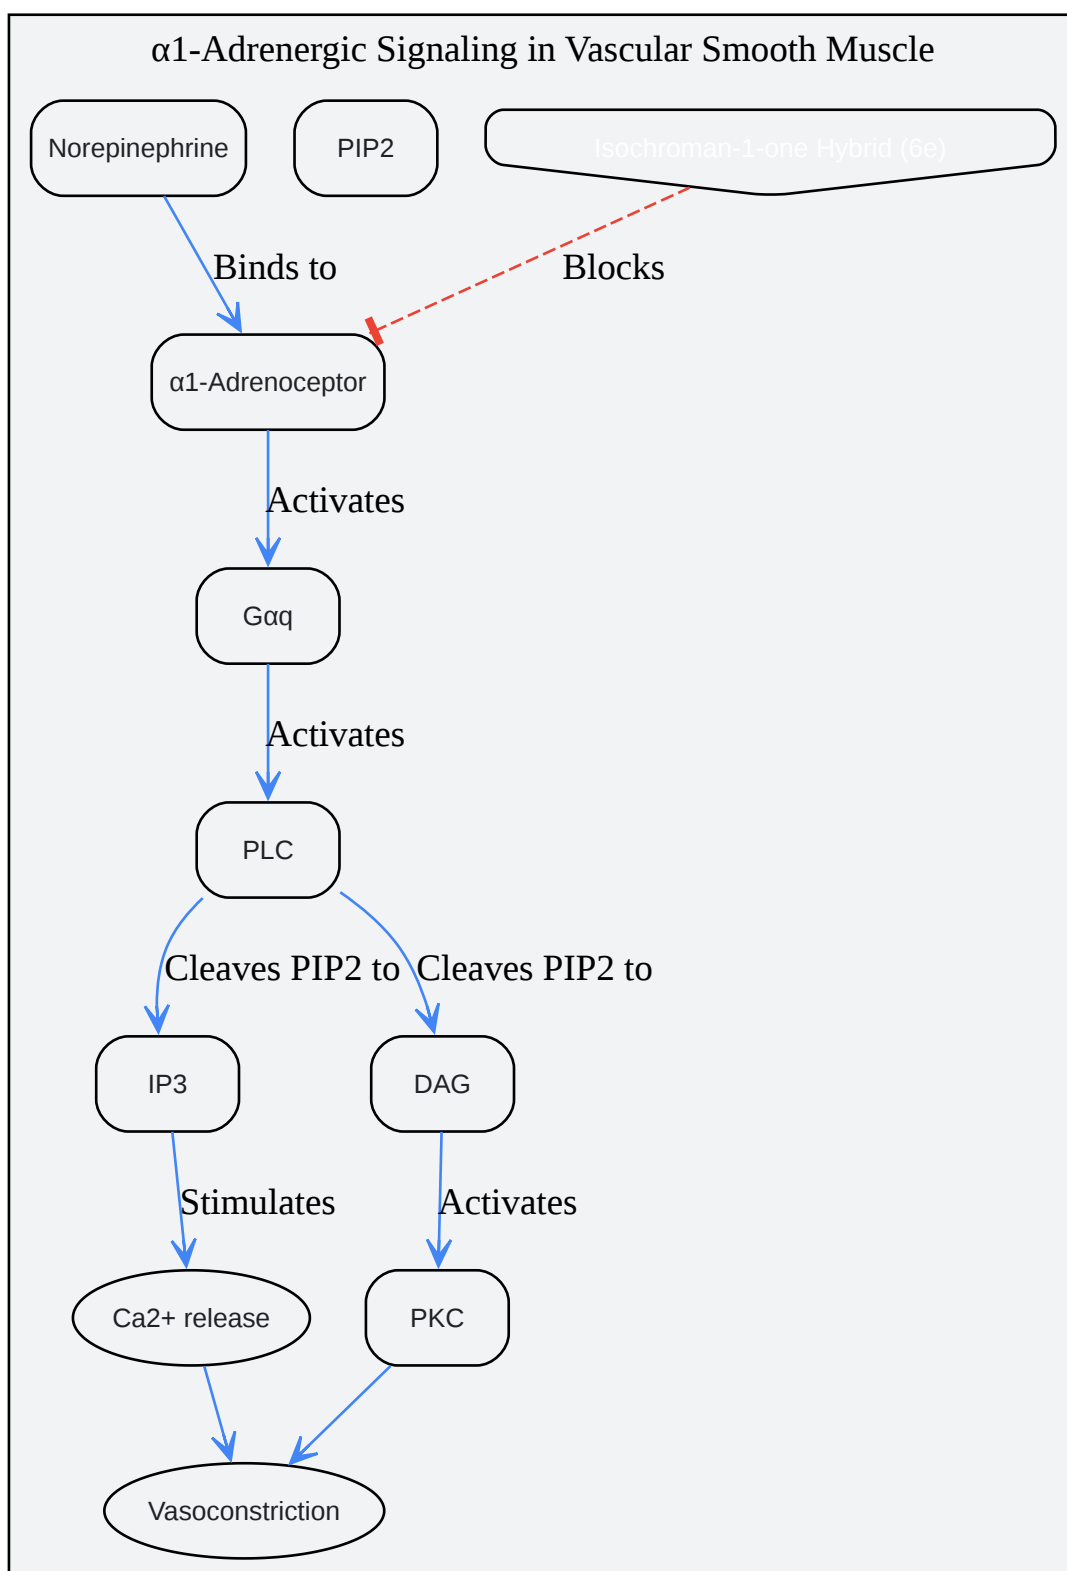 α1-Adrenergic Signaling in Vascular Smooth Muscle
Norepinephrine
PIP2
Isochroman-1-one Hybrid (6e)
Binds to
Blocks
α1-Adrenoceptor
Activates
Gαq
Activates
PLC
Cleaves PIP2 to
Cleaves PIP2 to
IP3
DAG
Stimulates
Activates
Ca2+ release
PKC
Vasoconstriction